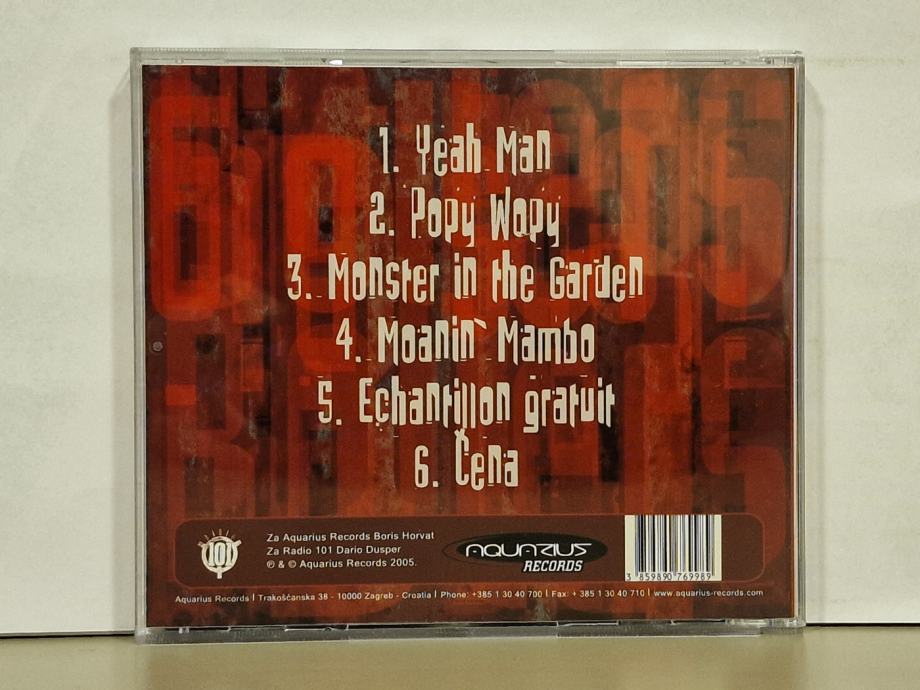 1. Yeah Man
2. Popy Wopy
3. Monster in the Garden
4. Moanin` Mambo
5. Echantillon gratuit
6. Čena
101
Za Aquarius Records Boris Horvat
Za Radio 101 Dario Dusper
℗ & © Aquarius Records 2005.
AQUARIUS
RECORDS
3 859890 769989
Aquarius Records | Trakošćanska 38 - 10000 Zagreb - Croatia | Phone: +385 1 30 40 700 | Fax: + 385 1 30 40 710 | www.aquarius-records.com